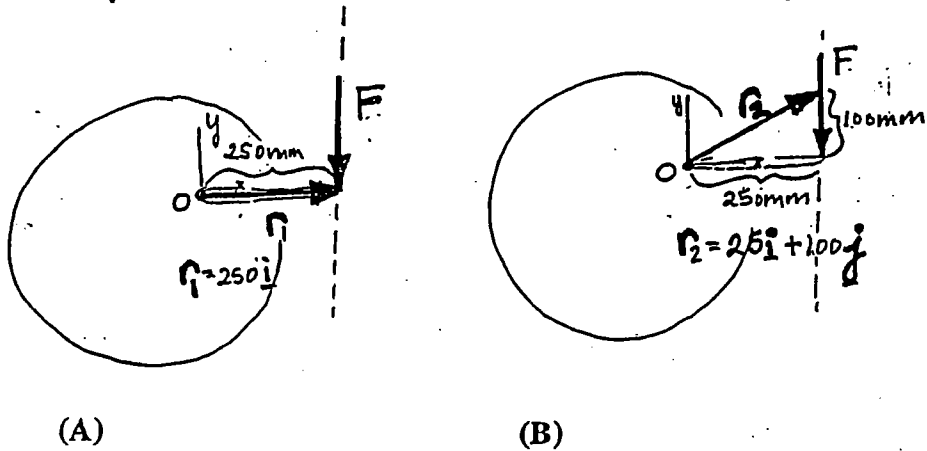 y
F
250mm
O
x
r₁
r₁=250i
(A)
y
r₂
F
100mm
O
x
250mm
r₂=25i+100j
(B)